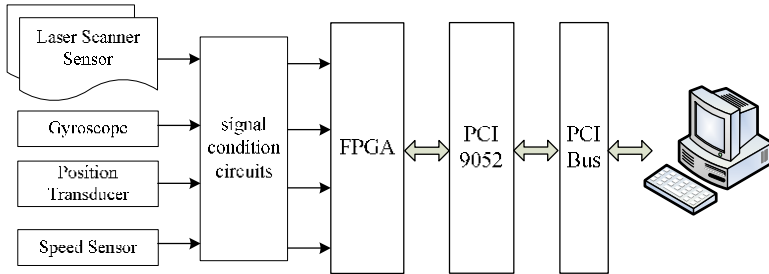 Laser Scanner
Sensor
Gyroscope
Position
Transducer
Speed Sensor
signal
condition
circuits
FPGA
PCI
9052
PCI
Bus